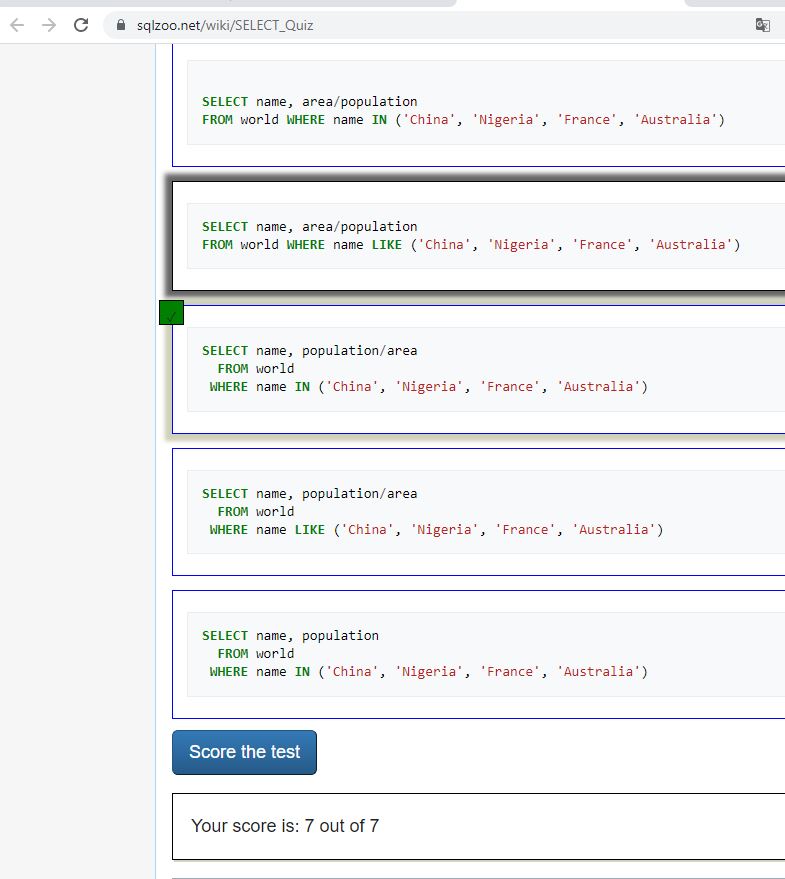 sqlzoo.net/wiki/SELECT_Quiz
SELECT name, area/population
FROM world WHERE name IN ('China', 'Nigeria', 'France', 'Australia')
SELECT name, area/population
FROM world WHERE name LIKE ('China', 'Nigeria', 'France', 'Australia')
SELECT name, population/area
FROM world
WHERE name IN ('China', 'Nigeria', 'France', 'Australia')
SELECT name, population/area
FROM world
WHERE name LIKE ('China', 'Nigeria', 'France', 'Australia')
SELECT name, population
FROM world
WHERE name IN ('China', 'Nigeria', 'France', 'Australia')
Score the test
Your score is: 7 out of 7